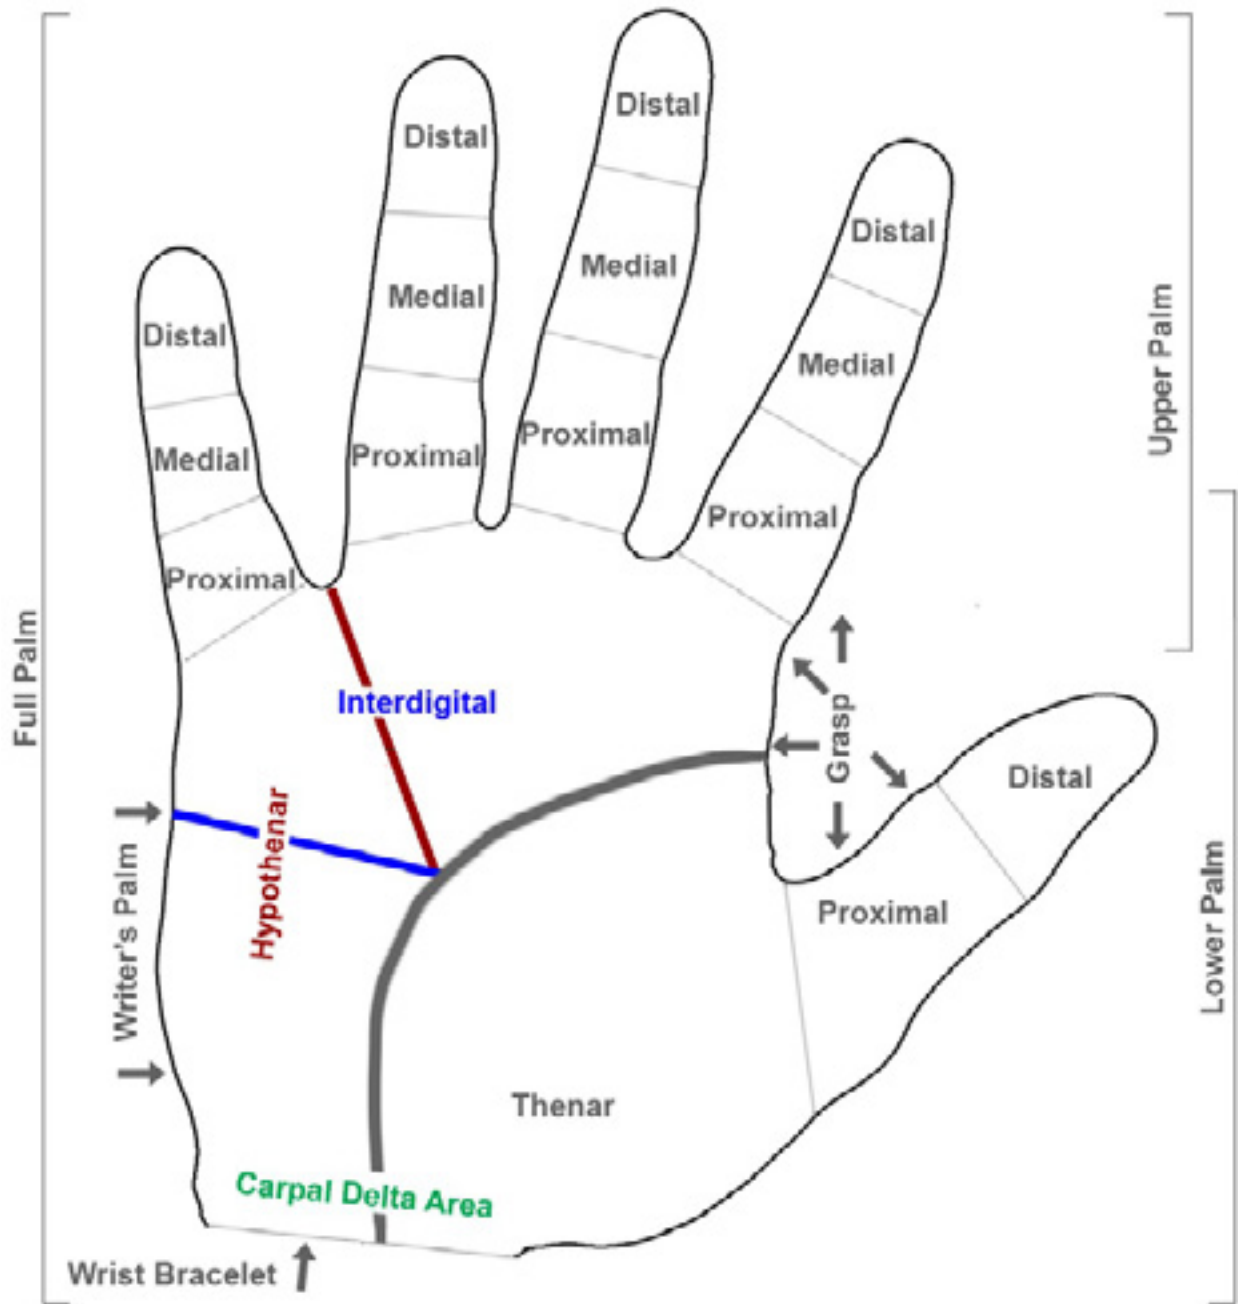 Distal
Distal
Distal
Distal
Medial
Medial
Medial
Distal
Medial
Proximal
Proximal
Proximal
Proximal
Upper Palm
Full Palm
Interdigital
Grasp
Distal
Hypothenar
Writer's Palm
Proximal
Lower Palm
Thenar
Carpal Delta Area
Wrist Bracelet